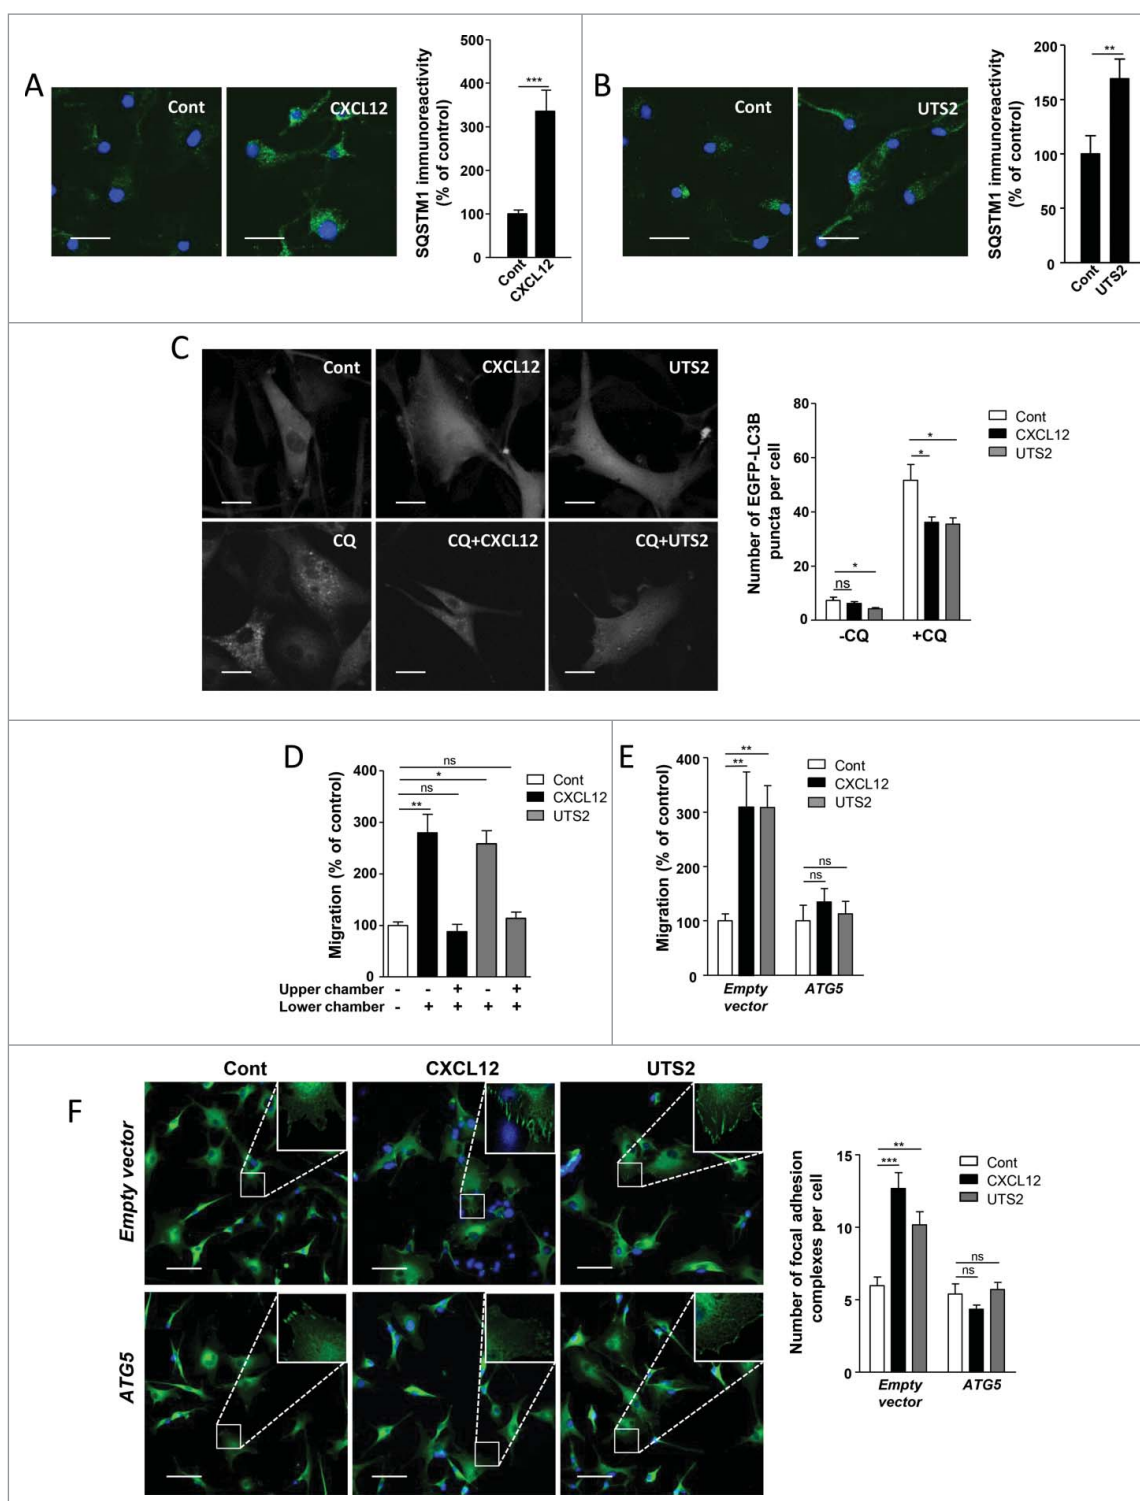 A
Cont
CXCL12
SQSTM1 immunoreactivity
(% of control)
500
400
300
200
100
0
***
Cont
CXCL12
B
Cont
UTS2
SQSTM1 immunoreactivity
(% of control)
200
150
100
50
0
**
Cont
UTS2
C
Cont
CXCL12
UTS2
CQ
CQ+CXCL12
CQ+UTS2
Number of EGFP-LC3B
puncta per cell
80
60
40
20
0
*
ns
*
*
-CQ
+CQ
Cont
CXCL12
UTS2
D
Migration (% of control)
400
300
200
100
0
ns
*
ns
**
Cont
CXCL12
UTS2
Upper chamber - - + - +
Lower chamber - + + + +
E
Migration (% of control)
400
300
200
100
0
**
**
ns
ns
Empty
vector
ATG5
Cont
CXCL12
UTS2
F
Cont
CXCL12
UTS2
Empty vector
ATG5
Number of focal adhesion
complexes per cell
15
10
5
0
**
***
ns
ns
Empty
vector
ATG5
Cont
CXCL12
UTS2